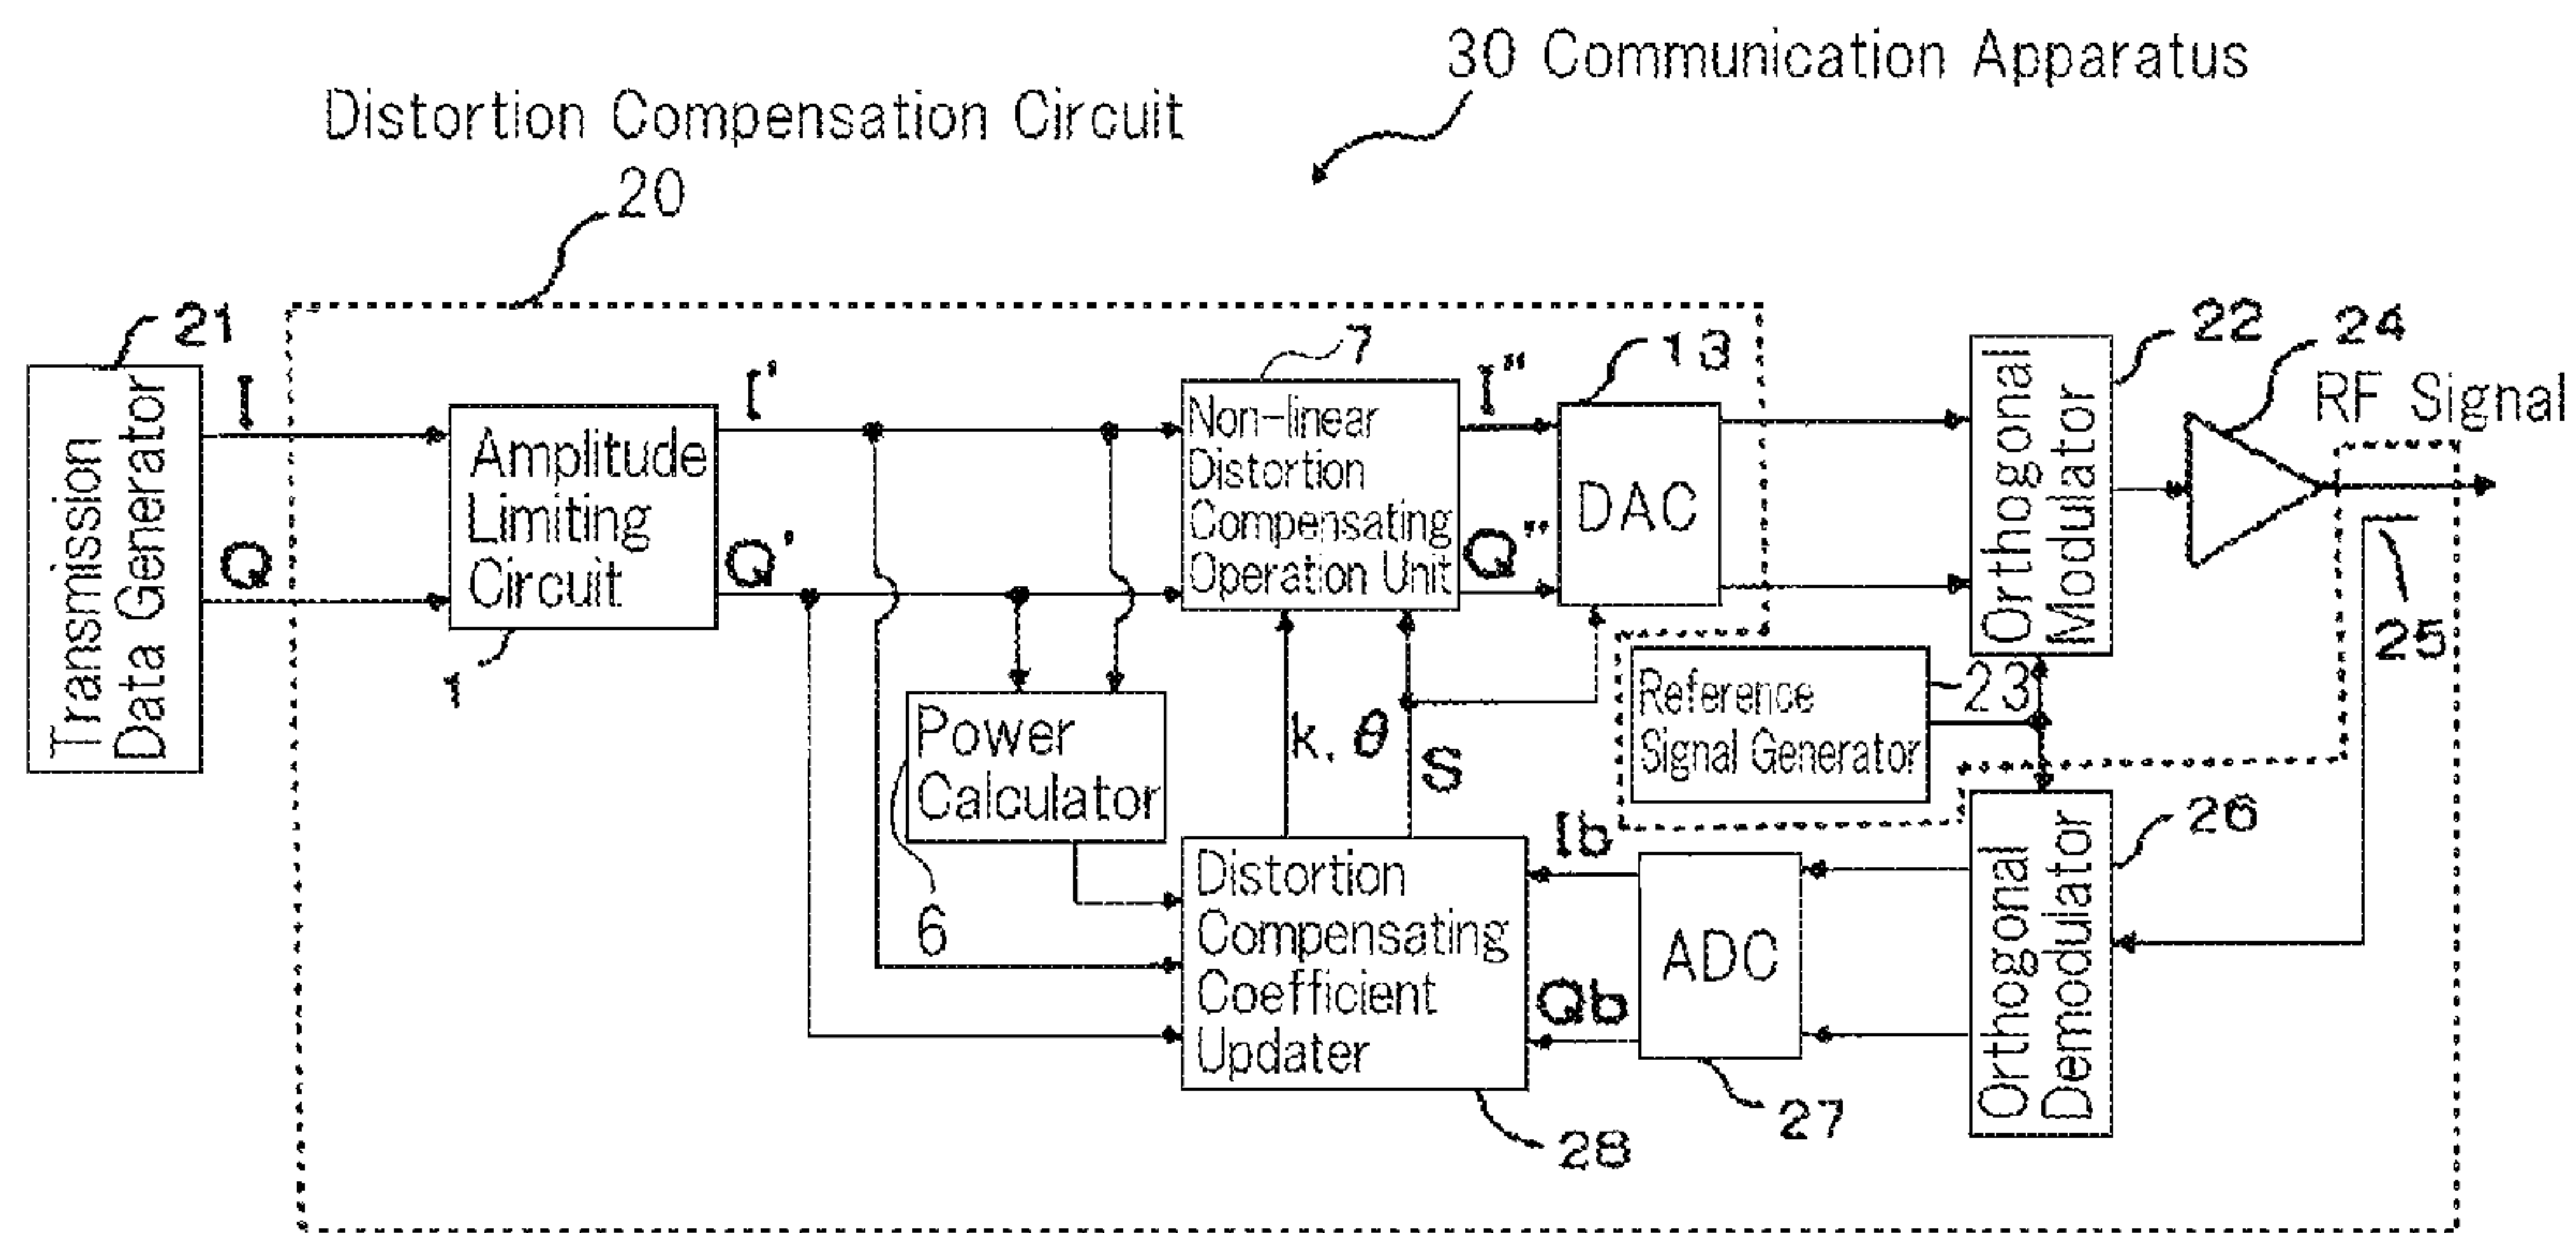 30 Communication Apparatus
Distortion Compensation Circuit
20
21
Transmission
Data Generator
I
Q
Amplitude
Limiting
Circuit
1
I'
Q'
7
Non-linear
Distortion
Compensating
Operation Unit
I"
Q"
13
DAC
22
Orthogonal
Modulator
24
RF Signal
25
Power
Calculator
6
k, θ
S
Reference
Signal Generator
23
Distortion
Compensating
Coefficient
Updater
28
Ib
Qb
ADC
27
Orthogonal
Demodulator
26